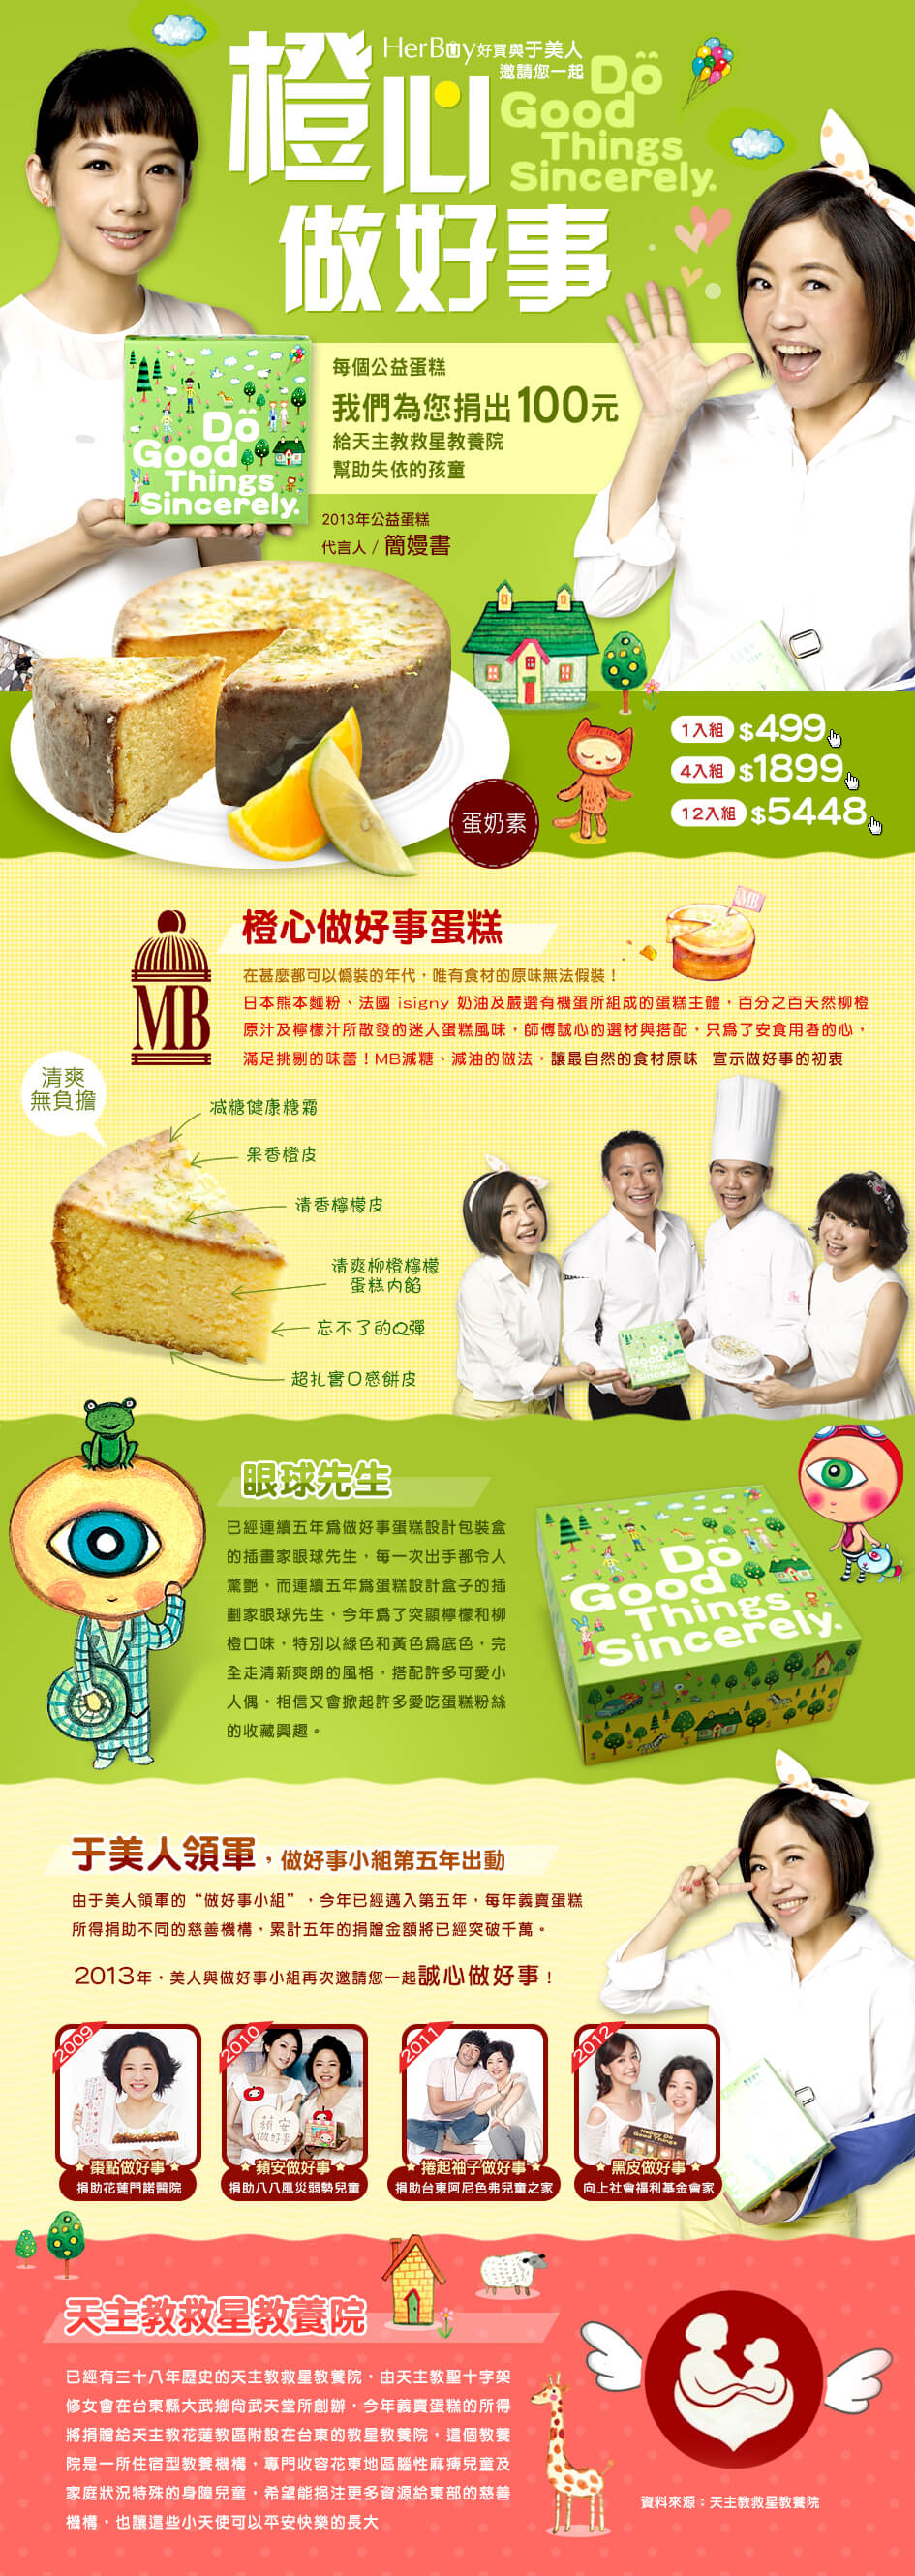 HerBuy好買與于美人
邀請您一起
橙心
做好事
Do
Good
Things
Sincerely.
每個公益蛋糕
我們為您捐出100元
給天主教救星教養院
幫助失依的孩童
Do
Good
Things
Sincerely.
2013年公益蛋糕
代言人 / 簡嫚書
1入組 $499
4入組 $1899
12入組 $5448
蛋奶素
橙心做好事蛋糕
MB
MB
在甚麼都可以偽裝的年代，唯有食材的原味無法假裝！
日本熊本麵粉、法國 isigny 奶油及嚴選有機蛋所組成的蛋糕主體，百分之百天然柳橙
原汁及檸檬汁所散發的迷人蛋糕風味，師傅誠心的選材與搭配，只為了安食用者的心，
滿足挑剔的味蕾！MB減糖、減油的做法，讓最自然的食材原味 宣示做好事的初衷
清爽
無負擔
減糖健康糖霜
果香橙皮
清香檸檬皮
清爽柳橙檸檬
蛋糕內餡
忘不了的Q彈
超扎實口感餅皮
Do
Good
Things
Sincerely.
眼球先生
已經連續五年為做好事蛋糕設計包裝盒
的插畫家眼球先生，每一次出手都令人
驚艷，而連續五年為蛋糕設計盒子的插
劃家眼球先生，今年為了突顯檸檬和柳
橙口味，特別以綠色和黃色為底色，完
全走清新爽朗的風格，搭配許多可愛小
人偶，相信又會掀起許多愛吃蛋糕粉絲
的收藏興趣。
Do
Good
Things
Sincerely.
于美人領軍，做好事小組第五年出動
由于美人領軍的“做好事小組”，今年已經邁入第五年，每年義賣蛋糕
所得捐助不同的慈善機構，累計五年的捐贈金額將已經突破千萬。
2013年，美人與做好事小組再次邀請您一起誠心做好事！
2009
棗點做好事
捐助花蓮門諾醫院
2010
蘋安
做好事
蘋安做好事
捐助八八風災弱勢兒童
2011
捲起袖子做好事
捐助台東阿尼色弗兒童之家
2012
Happy Do
Good Things
黑皮做好事
向上社會福利基金會家
天主教救星教養院
已經有三十八年歷史的天主教救星教養院，由天主教聖十字架
修女會在台東縣大武鄉尚武天堂所創辦，今年義賣蛋糕的所得
將捐贈給天主教花蓮教區附設在台東的教星教養院，這個教養
院是一所住宿型教養機構，專門收容花東地區腦性麻痺兒童及
家庭狀況特殊的身障兒童，希望能挹注更多資源給東部的慈善
機構，也讓這些小天使可以平安快樂的長大
資料來源：天主教救星教養院